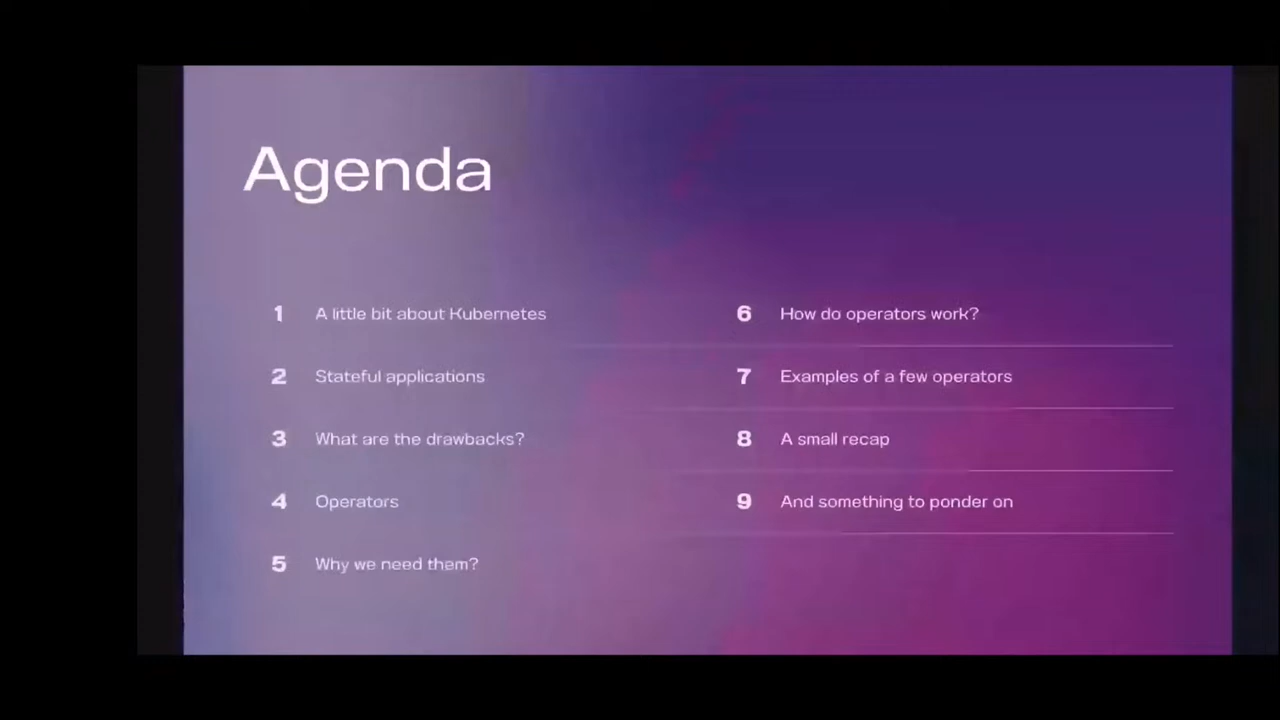 Agenda
1 A little bit about Kubernetes
2 Stateful applications
3 What are the drawbacks?
4 Operators
5 Why we need them?
6 How do operators work?
7 Examples of a few operators
8 A small recap
9 And something to ponder on